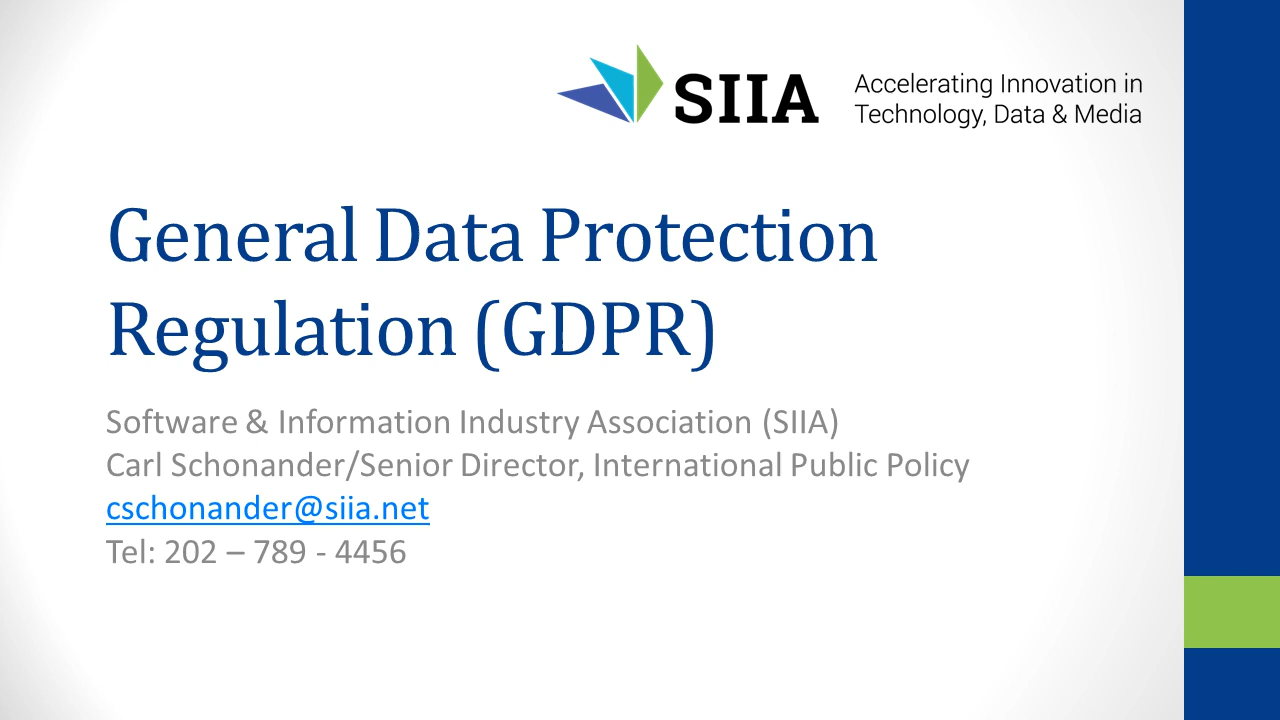 SIIA
Accelerating Innovation in
Technology, Data & Media
General Data Protection
Regulation (GDPR)
Software & Information Industry Association (SIIA)
Carl Schonander/Senior Director, International Public Policy
cschonander@siia.net
Tel: 202 – 789 - 4456